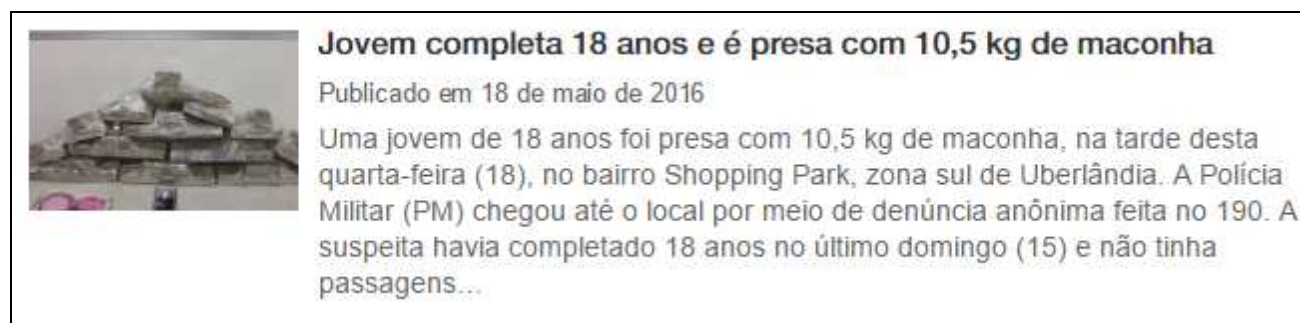 Jovem completa 18 anos e é presa com 10,5 kg de maconha
Publicado em 18 de maio de 2016
Uma jovem de 18 anos foi presa com 10,5 kg de maconha, na tarde desta
quarta-feira (18), no bairro Shopping Park, zona sul de Uberlândia. A Polícia
Militar (PM) chegou até o local por meio de denúncia anônima feita no 190. A
suspeita havia completado 18 anos no último domingo (15) e não tinha
passagens...